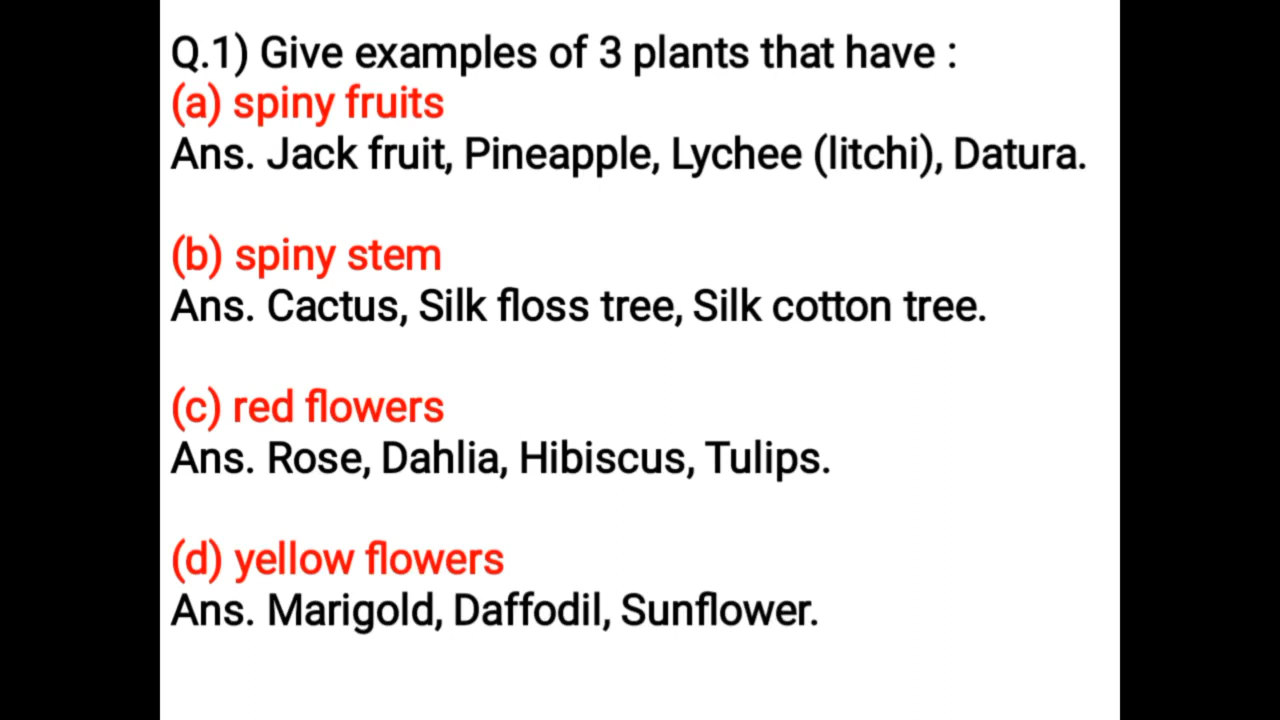 Q.1) Give examples of 3 plants that have :
(a) spiny fruits
Ans. Jack fruit, Pineapple, Lychee (litchi), Datura.
(b) spiny stem
Ans. Cactus, Silk floss tree, Silk cotton tree.
(c) red flowers
Ans. Rose, Dahlia, Hibiscus, Tulips.
(d) yellow flowers
Ans. Marigold, Daffodil, Sunflower.